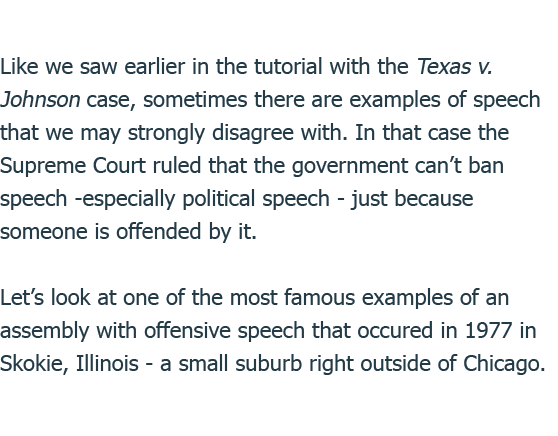 Like we saw earlier in the tutorial with the Texas v.
Johnson case, sometimes there are examples of speech
that we may strongly disagree with. In that case the
Supreme Court ruled that the government can’t ban
speech -especially political speech - just because
someone is offended by it.
Let’s look at one of the most famous examples of an
assembly with offensive speech that occured in 1977 in
Skokie, Illinois - a small suburb right outside of Chicago.